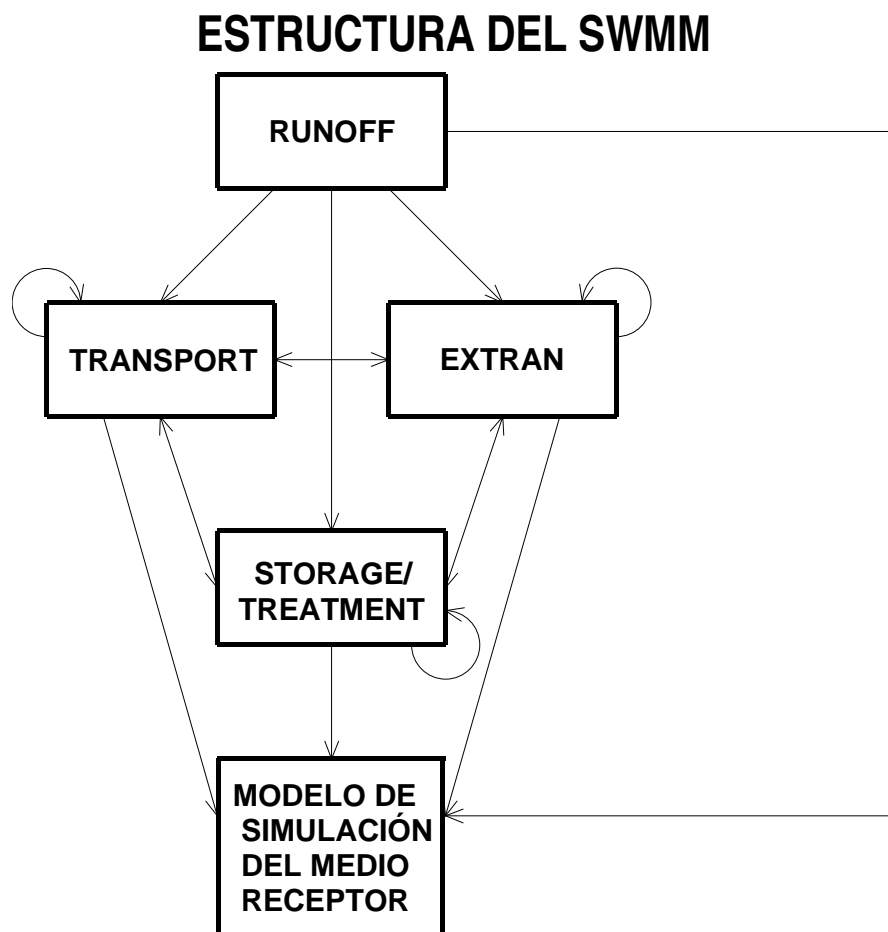 ESTRUCTURA DEL SWMM
RUNOFF
TRANSPORT
EXTRAN
STORAGE/
TREATMENT
MODELO DE
SIMULACIÓN
DEL MEDIO
RECEPTOR